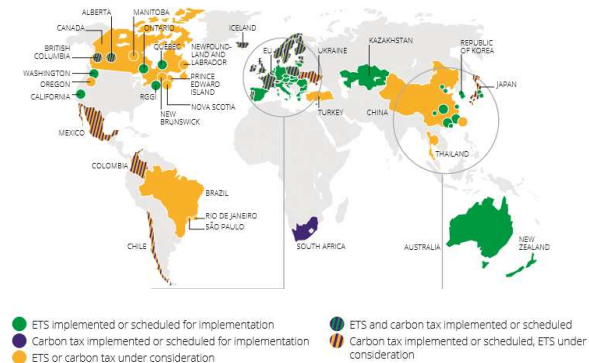 ALBERTA
MANITOBA
CANADA
ONTARIO
ICELAND
KAZAKHSTAN
BRITISH
COLUMBIA
QUÉBEC
NEWFOUND-
LAND AND
LABRADOR
EU
UKRAINE
REPUBLIC
OF KOREA
WASHINGTON
OREGON
CALIFORNIA
RGGI
PRINCE
EDWARD
ISLAND
NOVA SCOTIA
NEW
BRUNSWICK
JAPAN
TURKEY
CHINA
MEXICO
THAILAND
COLOMBIA
BRAZIL
RIO DE JANEIRO
SÃO PAULO
CHILE
SOUTH AFRICA
AUSTRALIA
NEW
ZEALAND
ETS implemented or scheduled for implementation
Carbon tax implemented or scheduled for implementation
ETS or carbon tax under consideration
ETS and carbon tax implemented or scheduled
Carbon tax implemented or scheduled, ETS under
consideration